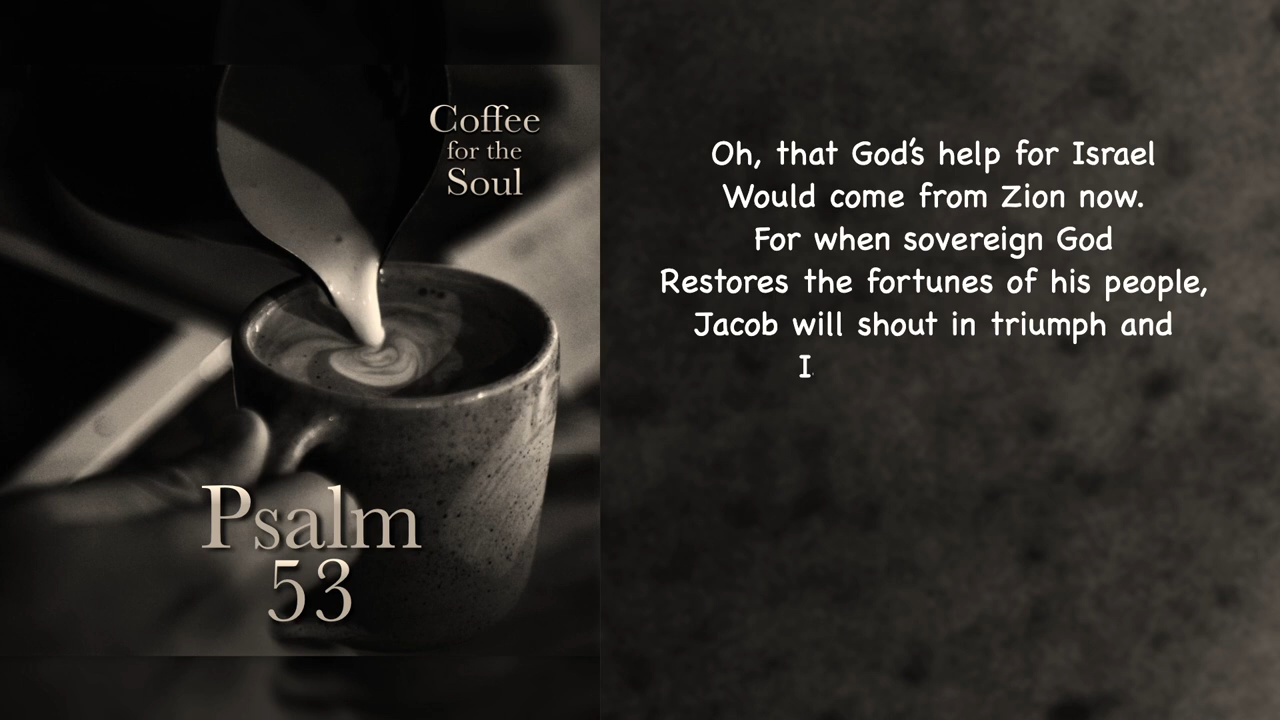 Coffee
for the
Soul
Psalm
53
Oh, that God's help for Israel
Would come from Zion now.
For when sovereign God
Restores the fortunes of his people,
Jacob will shout in triumph and
I